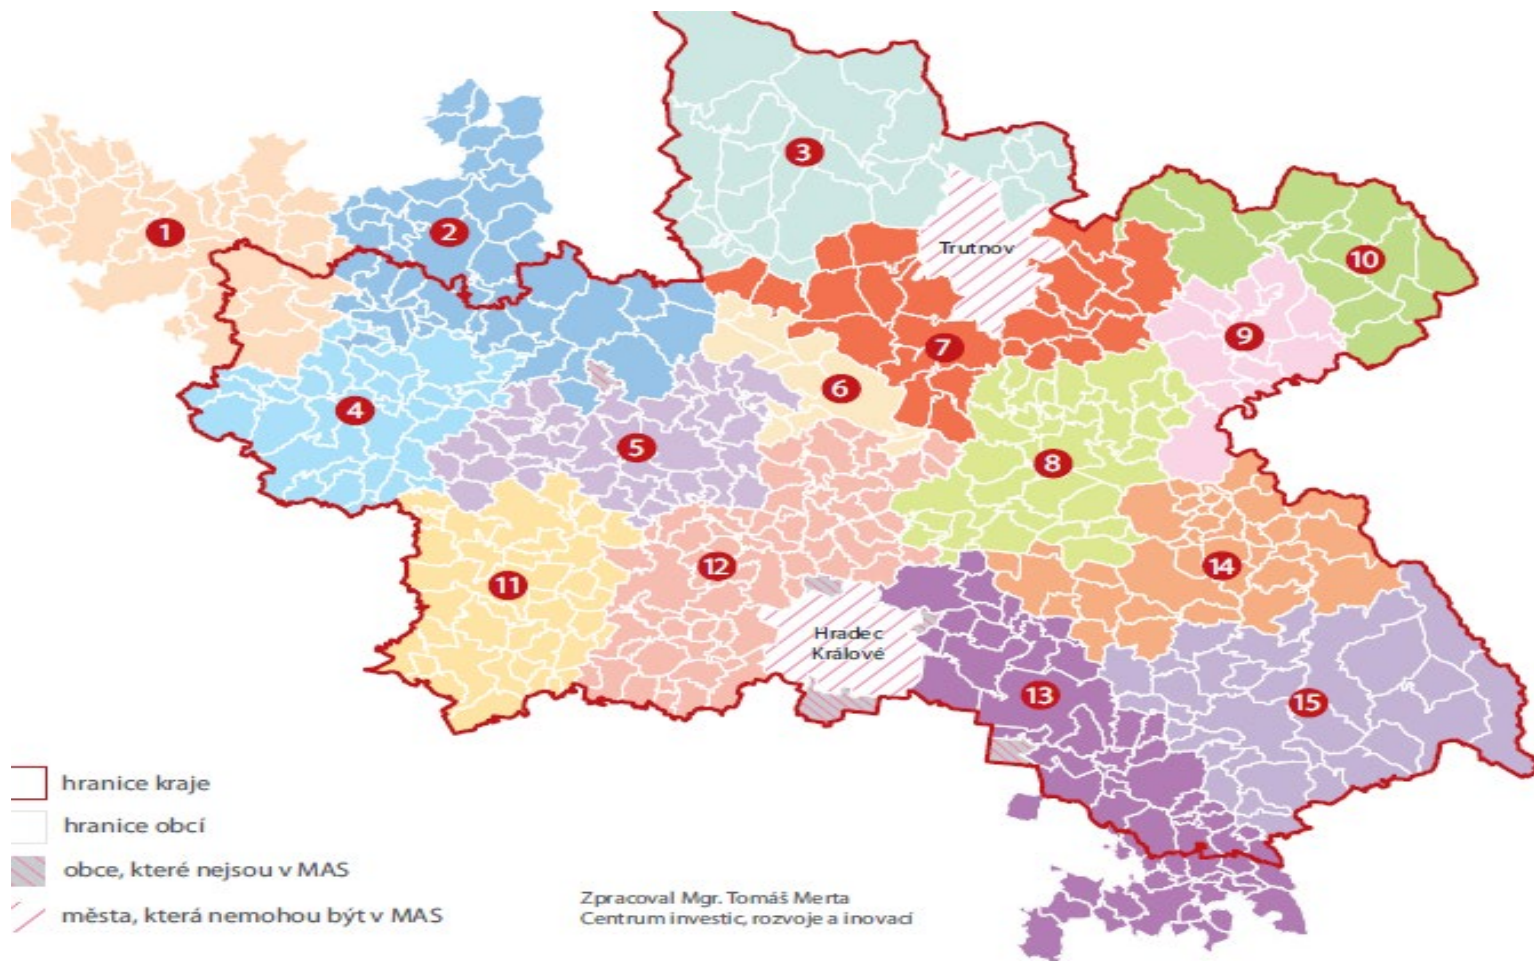 3
1
2
Trutnov
10
9
7
6
4
5
8
12
14
11
Hradec
Králové
13
15
hranice kraje
hranice obcí
obce, které nejsou v MAS
města, která nemohou být v MAS
Zpracoval Mgr. Tomáš Merta
Centrum investic, rozvoje a inovací